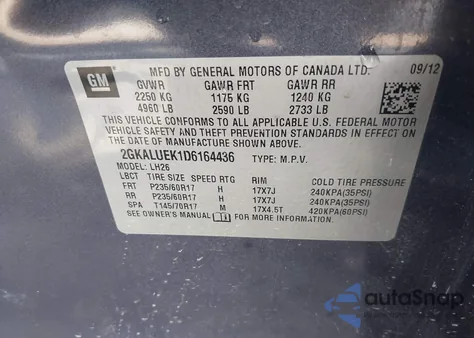 GM
MFD BY GENERAL MOTORS OF CANADA LTD. 09/12
GVWR GAWR FRT GAWR RR
2250 KG 1175 KG 1240 KG
4960 LB 2590 LB 2733 LB
THIS VEHICLE CONFORMS TO ALL APPLICABLE U.S. FEDERAL MOTOR
VEHICLE SAFETY AND THEFT PREVENTION STANDARDS IN EFFECT ON
THE DATE OF MANUFACTURE SHOWN ABOVE.
2GKALUEK1D6164436 TYPE: M.P.V.
MODEL: LH26
LBCT TIRE SIZE SPEED RTG RIM COLD TIRE PRESSURE
FRT P235/60R17 H 17X7J 240KPA(35PSI)
RR P235/60R17 H 17X7J 240KPA(35PSI)
SPA T145/70R17 M 17X4.5T 420KPA(60PSI)
SEE OWNER'S MANUAL FOR MORE INFORMATION.
autoSnap